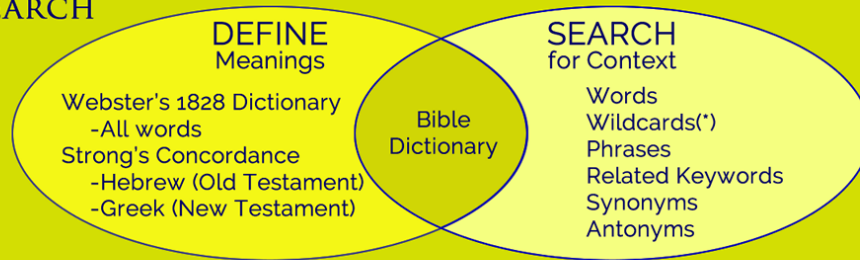 DEFINE
Meanings
Webster's 1828 Dictionary
-All words
Strong's Concordance
-Hebrew (Old Testament)
-Greek (New Testament)
Bible
Dictionary
SEARCH
for Context
Words
Wildcards(*)
Phrases
Related Keywords
Synonyms
Antonyms